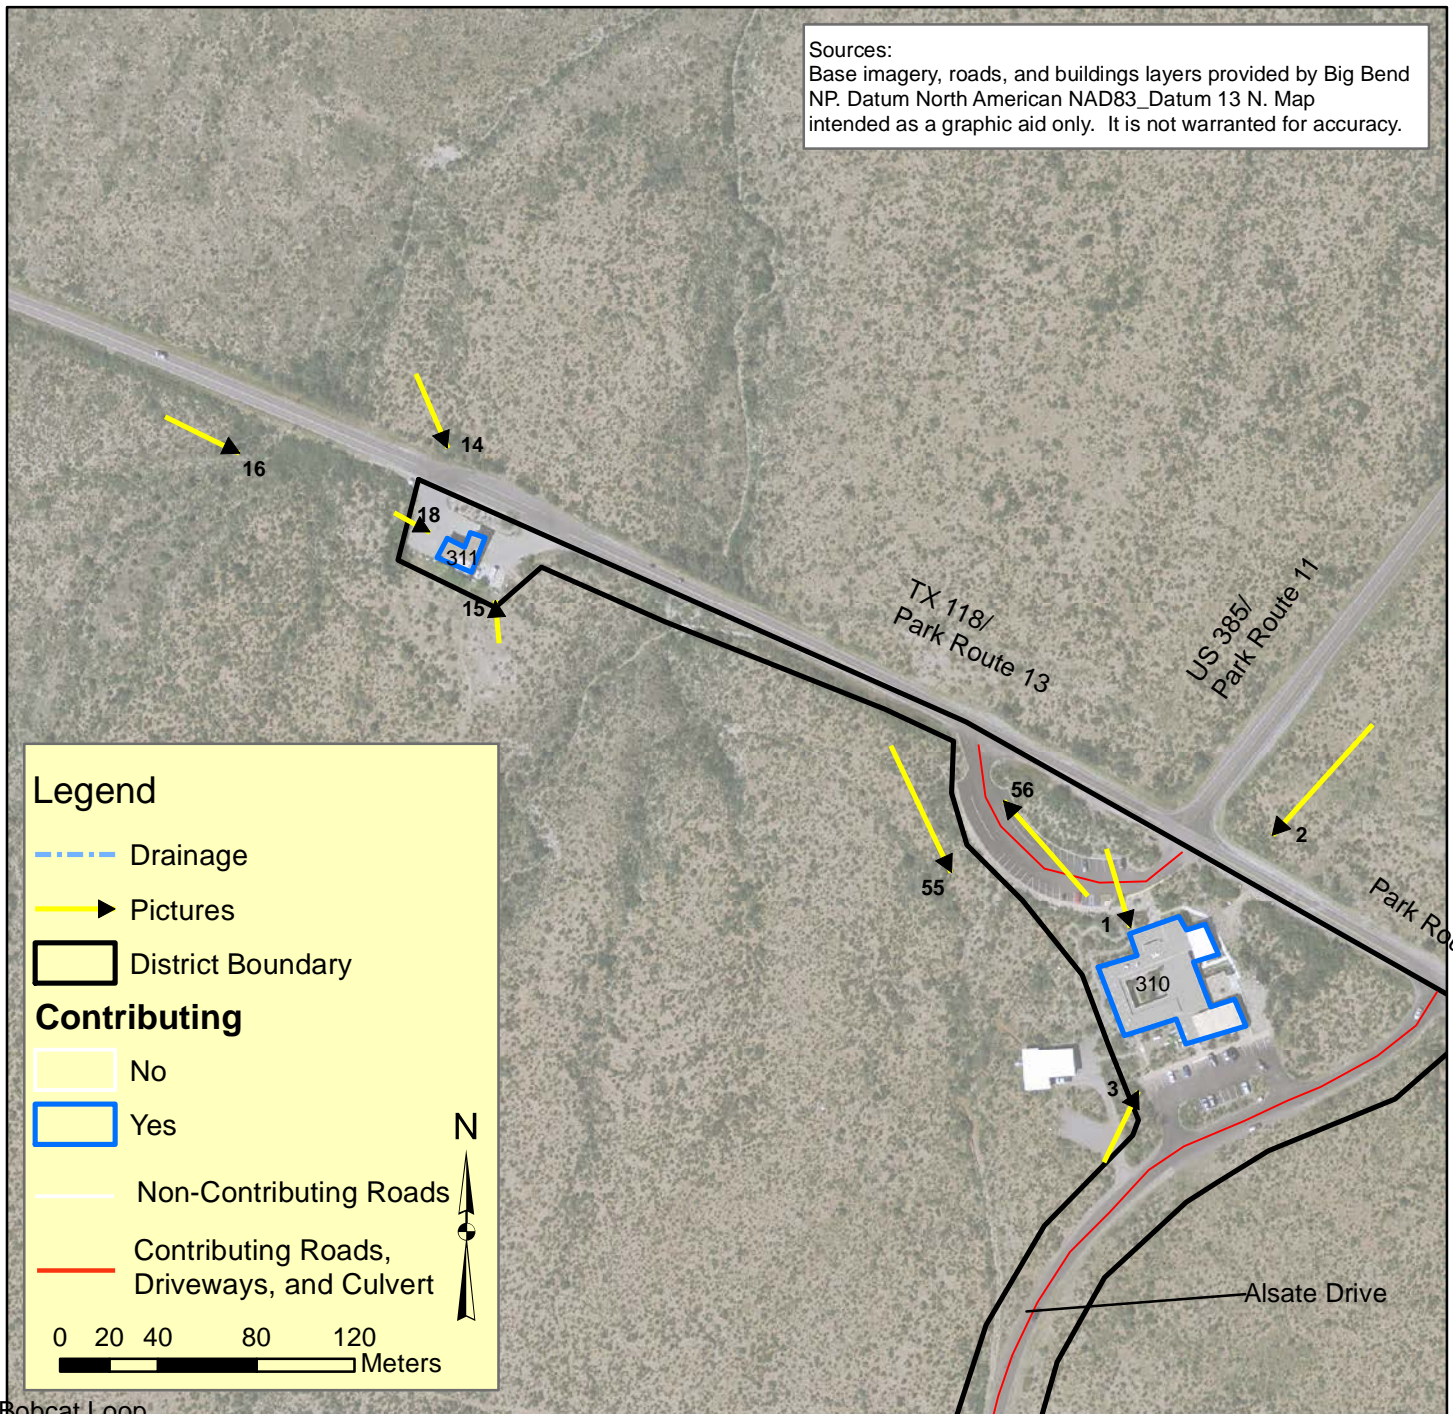 Sources:
Base imagery, roads, and buildings layers provided by Big Bend
NP. Datum North American NAD83_Datum 13 N. Map
intended as a graphic aid only. It is not warranted for accuracy.
14
16
18
311
15
TX 118/
Park Route 13
US 385/
Park Route 11
56
2
55
1
Park
310
3
Alsate Drive
Legend
Drainage
Pictures
District Boundary
Contributing
No
Yes
N
Non-Contributing Roads
Contributing Roads,
Driveways, and Culvert
0 20 40 80 120
Meters
Bobcat Loop